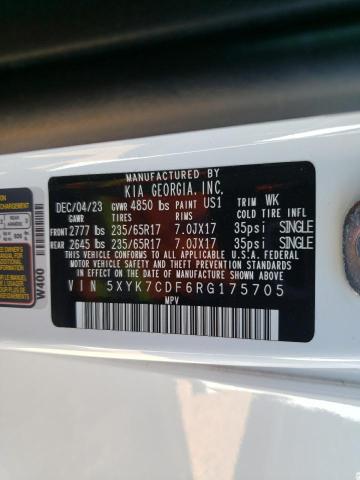 MANUFACTURED BY
KIA GEORGIA, INC.
DEC/04/23 GVWR 4850 lbs PAINT US1 TRIM WK
GAWR TIRES RIMS COLD TIRE INFL.
FRONT 2777 lbs 235/65R17 7.0JX17 35psi SINGLE
REAR 2645 lbs 235/65R17 7.0JX17 35psi SINGLE
THIS VEHICLE CONFORMS TO ALL APPLICABLE U.S.A. FEDERAL
MOTOR VEHICLE SAFETY, BUMPER, AND THEFT PREVENTION
STANDARDS IN EFFECT ON THE DATE OF MANUFACTURE SHOWN ABOVE.
VIN 5XYK7CDF6RG175705
MPV
W400